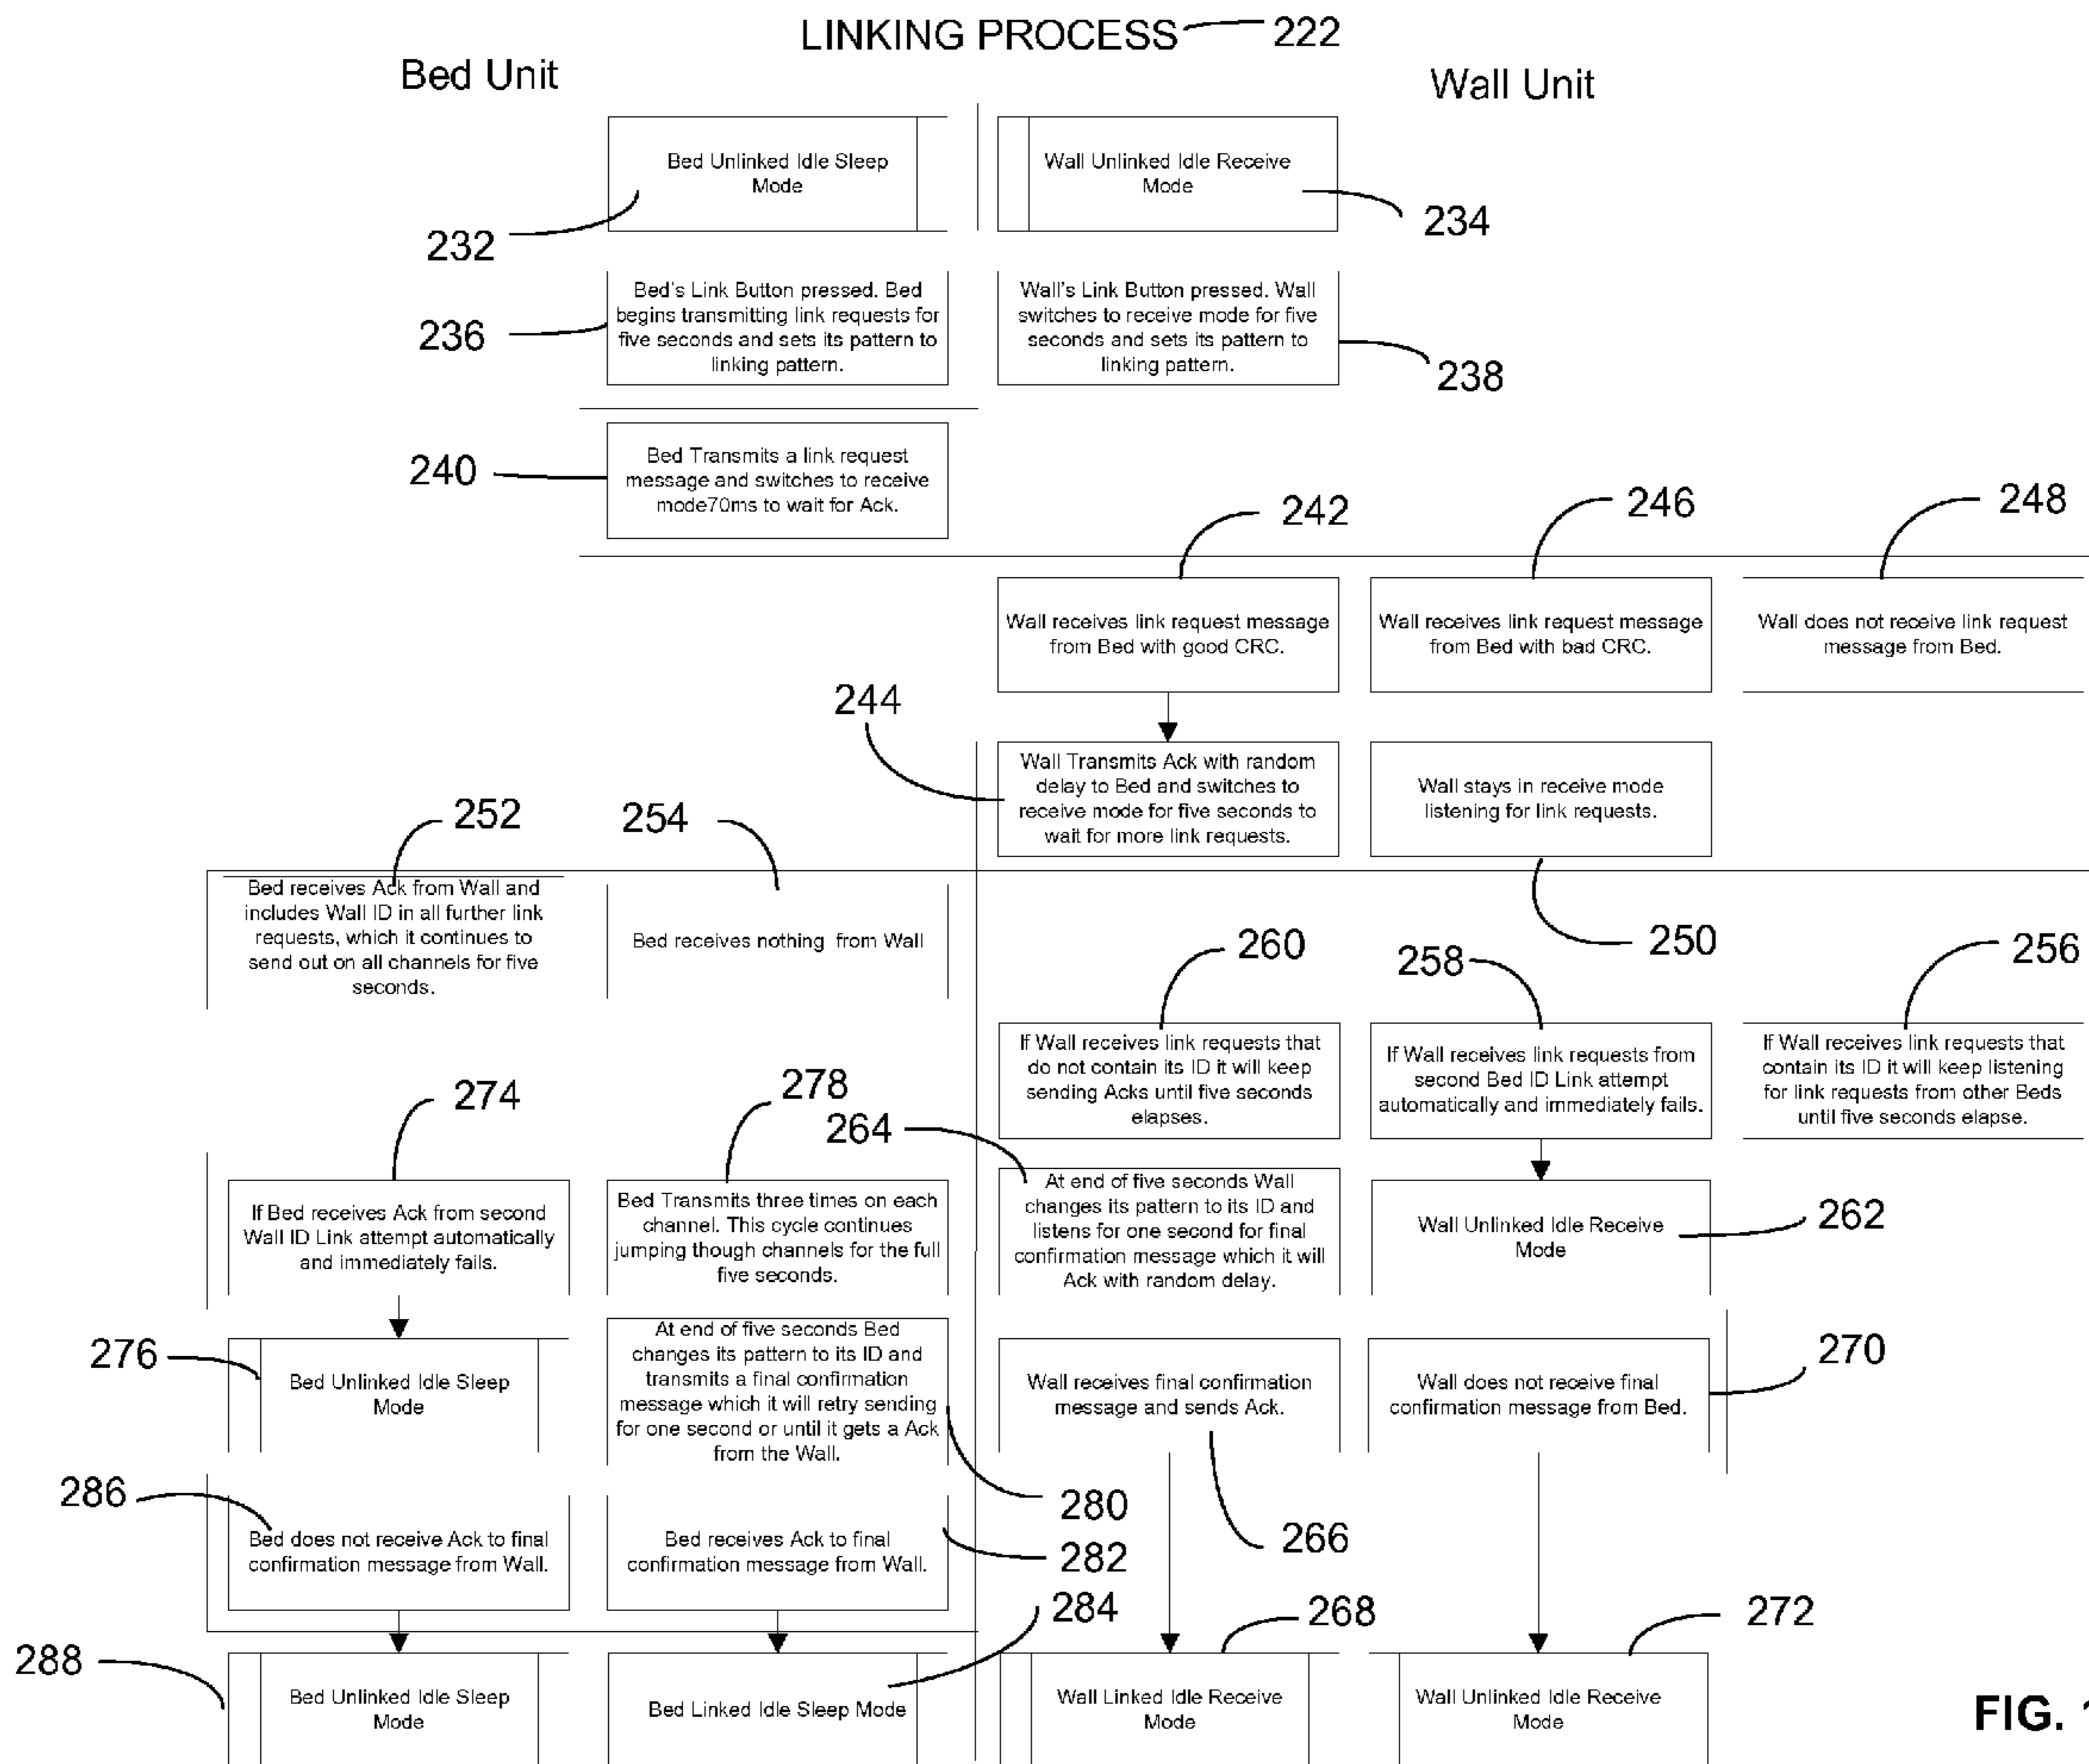 LINKING PROCESS 222
Bed Unit
Wall Unit
Bed Unlinked Idle Sleep
Mode
232
Wall Unlinked Idle Receive
Mode
234
Bed's Link Button pressed. Bed
begins transmitting link requests for
five seconds and sets its pattern to
linking pattern.
236
Wall's Link Button pressed. Wall
switches to receive mode for five
seconds and sets its pattern to
linking pattern.
238
Bed Transmits a link request
message and switches to receive
mode70ms to wait for Ack.
240
242
246
248
Wall receives link request message
from Bed with good CRC.
Wall receives link request message
from Bed with bad CRC.
Wall does not receive link request
message from Bed.
244
Wall Transmits Ack with random
delay to Bed and switches to
receive mode for five seconds to
wait for more link requests.
Wall stays in receive mode
listening for link requests.
250
252
254
Bed receives Ack from Wall and
includes Wall ID in all further link
requests, which it continues to
send out on all channels for five
seconds.
Bed receives nothing from Wall
260
258
256
If Wall receives link requests that
do not contain its ID it will keep
sending Acks until five seconds
elapses.
If Wall receives link requests from
second Bed ID Link attempt
automatically and immediately fails.
If Wall receives link requests that
contain its ID it will keep listening
for link requests from other Beds
until five seconds elapse.
274
278
264
If Bed receives Ack from second
Wall ID Link attempt automatically
and immediately fails.
Bed Transmits three times on each
channel. This cycle continues
jumping though channels for the full
five seconds.
At end of five seconds Wall
changes its pattern to its ID and
listens for one second for final
confirmation message which it will
Ack with random delay.
Wall Unlinked Idle Receive
Mode
262
276
Bed Unlinked Idle Sleep
Mode
At end of five seconds Bed
changes its pattern to its ID and
transmits a final confirmation
message which it will retry sending
for one second or until it gets a Ack
from the Wall.
280
Wall receives final confirmation
message and sends Ack.
266
Wall does not receive final
confirmation message from Bed.
270
286
Bed does not receive Ack to final
confirmation message from Wall.
Bed receives Ack to final
confirmation message from Wall.
282
284
268
272
288
Bed Unlinked Idle Sleep
Mode
Bed Linked Idle Sleep Mode
Wall Linked Idle Receive
Mode
Wall Unlinked Idle Receive
Mode
FIG.